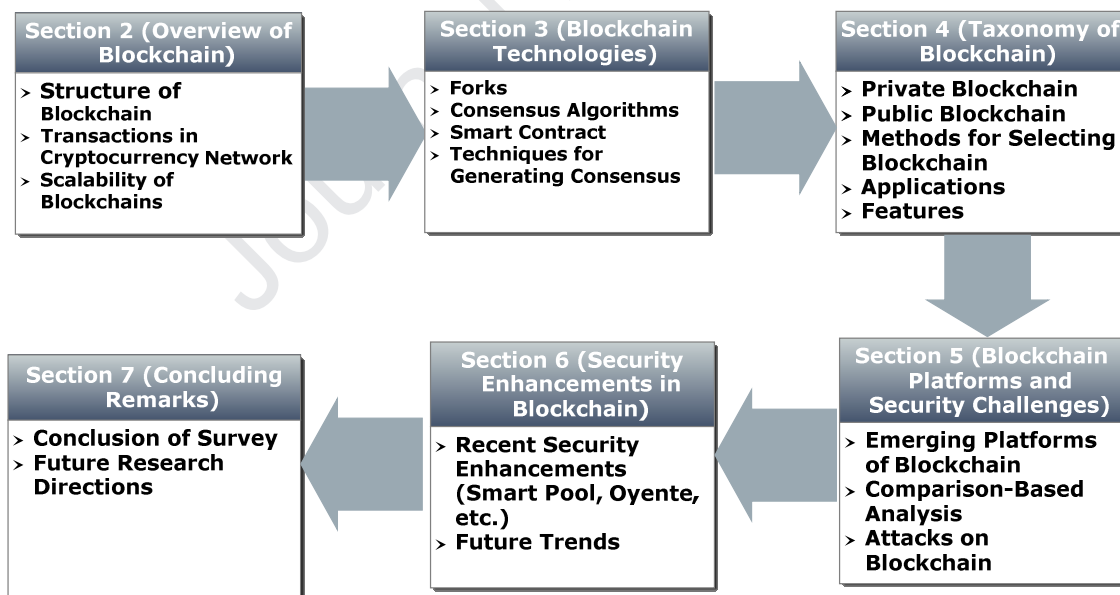 Section 2 (Overview of
Blockchain)
➢ Structure of
Blockchain
➢ Transactions in
Cryptocurrency Network
➢ Scalability of
Blockchains
Section 3 (Blockchain
Technologies)
➢ Forks
➢ Consensus Algorithms
➢ Smart Contract
➢ Techniques for
Generating Consensus
Section 4 (Taxonomy of
Blockchain)
➢ Private Blockchain
➢ Public Blockchain
➢ Methods for Selecting
Blockchain
➢ Applications
➢ Features
Section 5 (Blockchain
Platforms and
Security Challenges)
➢ Emerging Platforms
of Blockchain
➢ Comparison-Based
Analysis
➢ Attacks on
Blockchain
Section 6 (Security
Enhancements in
Blockchain)
➢ Recent Security
Enhancements
(Smart Pool, Oyente,
etc.)
➢ Future Trends
Section 7 (Concluding
Remarks)
➢ Conclusion of Survey
➢ Future Research
Directions